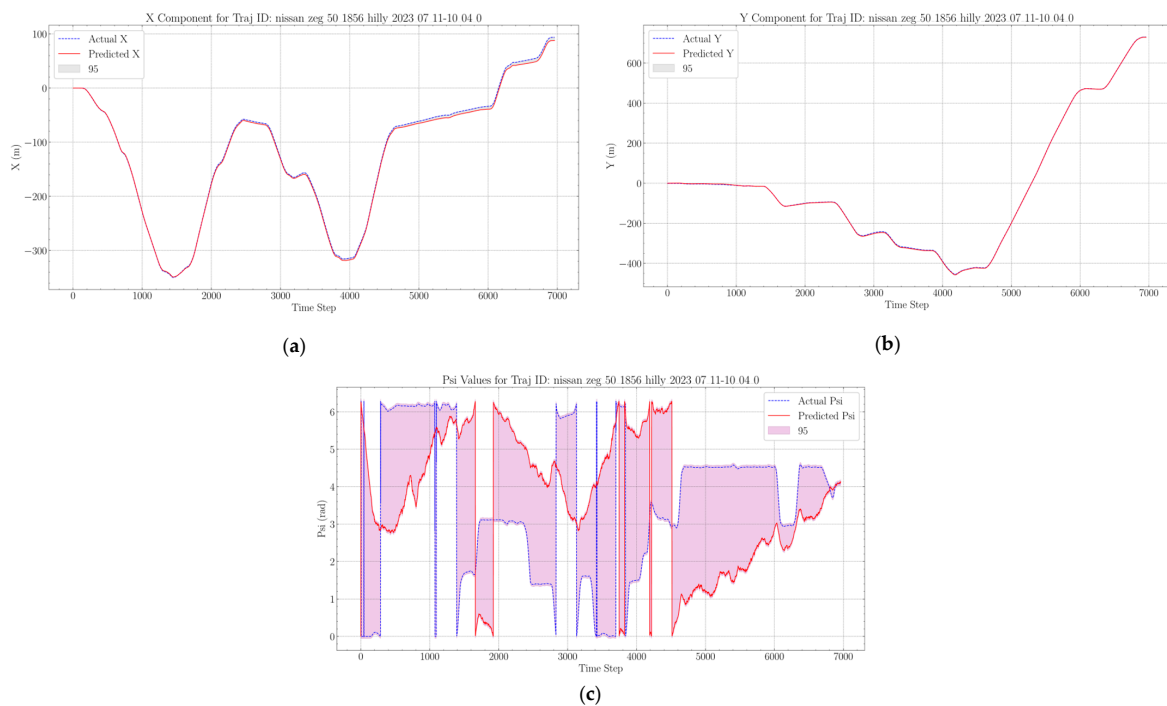 X Component for Traj ID: nissan zeg 50 1856 hilly 2023 07 11-10 04 0
Actual X
Predicted X
95
100
0
−100
−200
−300
X (m)
0 1000 2000 3000 4000 5000 6000 7000
Time Step
(a)
Y Component for Traj ID: nissan zeg 50 1856 hilly 2023 07 11-10 04 0
Actual Y
Predicted Y
95
600
400
200
0
−200
−400
Y (m)
0 1000 2000 3000 4000 5000 6000 7000
Time Step
(b)
Psi Values for Traj ID: nissan zeg 50 1856 hilly 2023 07 11-10 04 0
Actual Psi
Predicted Psi
95
6
5
4
3
2
1
0
Psi (rad)
0 1000 2000 3000 4000 5000 6000 7000
Time Step
(c)